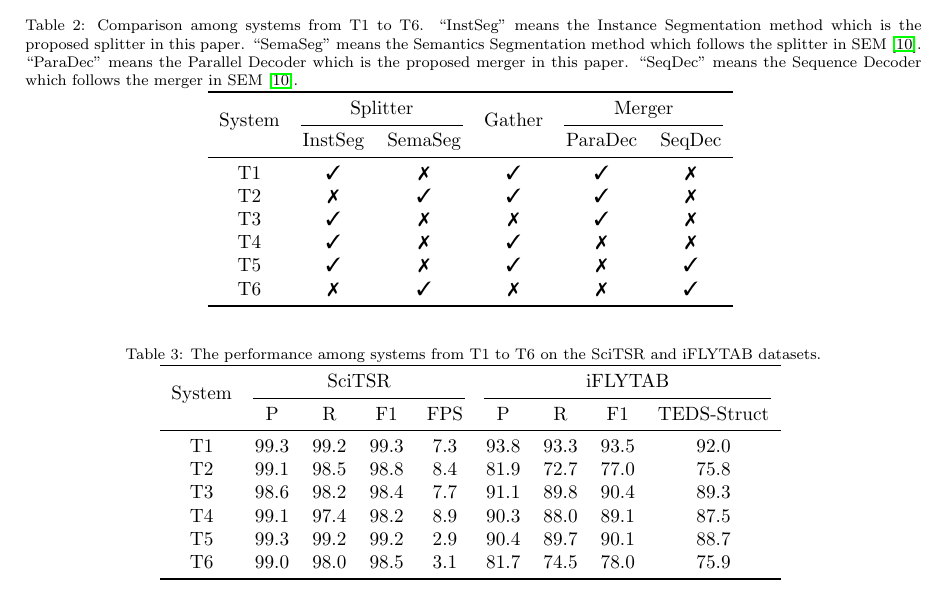 Table 2: Comparison among systems from T1 to T6. “InstSeg” means the Instance Segmentation method which is the
proposed splitter in this paper. “SemaSeg” means the Semantics Segmentation method which follows the splitter in SEM [10].
“ParaDec” means the Parallel Decoder which is the proposed merger in this paper. “SeqDec” means the Sequence Decoder
which follows the merger in SEM [10].
System Splitter Gather Merger
InstSeg SemaSeg ParaDec SeqDec
T1 ✓ ✗ ✓ ✓ ✗
T2 ✗ ✓ ✓ ✓ ✗
T3 ✓ ✗ ✗ ✓ ✗
T4 ✓ ✗ ✓ ✗ ✗
T5 ✓ ✗ ✓ ✗ ✓
T6 ✗ ✓ ✗ ✗ ✓
Table 3: The performance among systems from T1 to T6 on the SciTSR and iFLYTAB datasets.
System SciTSR iFLYTAB
P R F1 FPS P R F1 TEDS-Struct
T1 99.3 99.2 99.3 7.3 93.8 93.3 93.5 92.0
T2 99.1 98.5 98.8 8.4 81.9 72.7 77.0 75.8
T3 98.6 98.2 98.4 7.7 91.1 89.8 90.4 89.3
T4 99.1 97.4 98.2 8.9 90.3 88.0 89.1 87.5
T5 99.3 99.2 99.2 2.9 90.4 89.7 90.1 88.7
T6 99.0 98.0 98.5 3.1 81.7 74.5 78.0 75.9